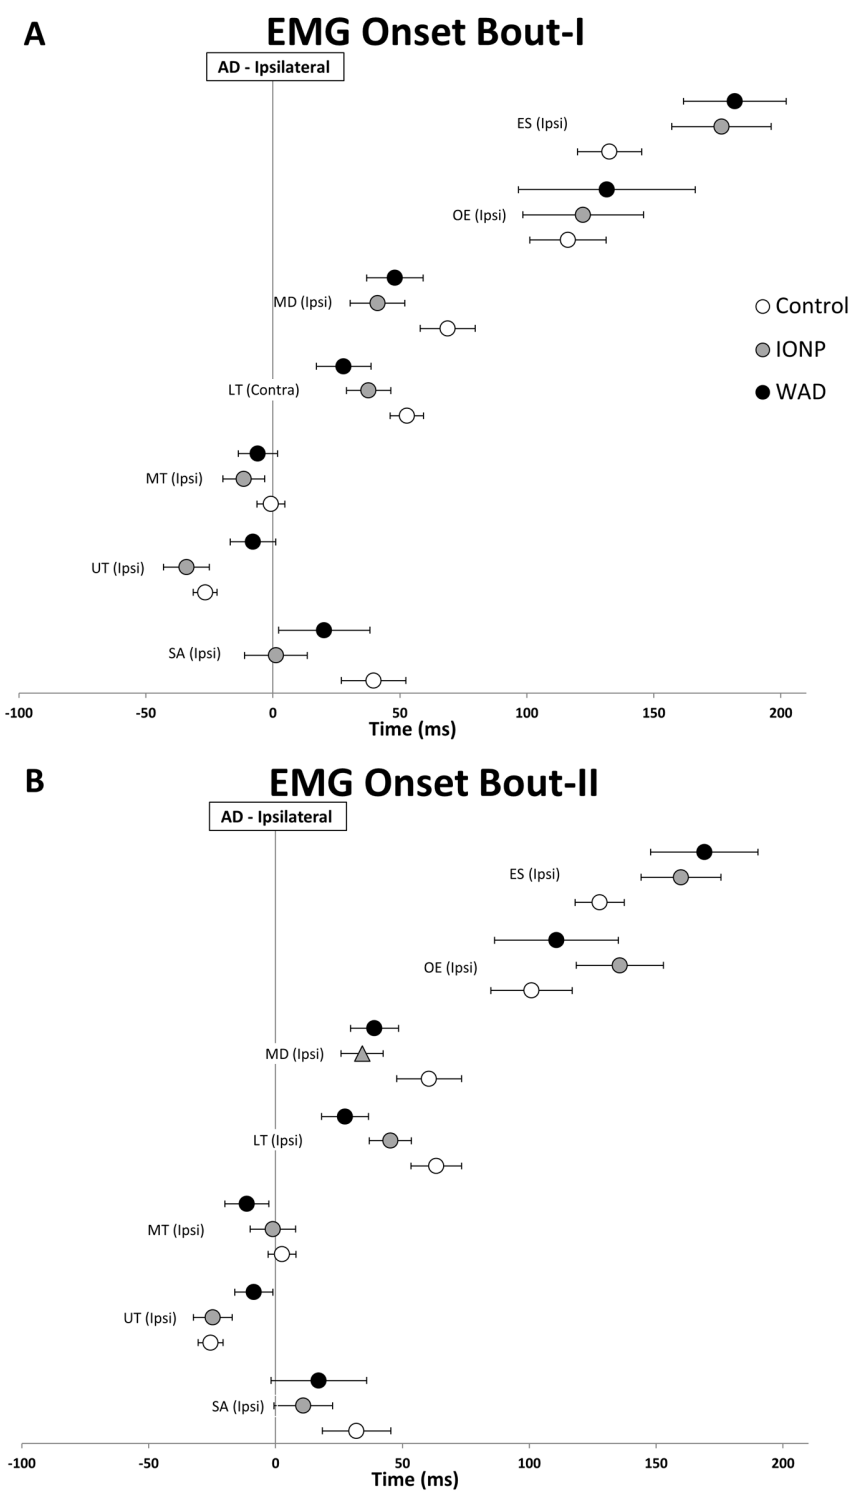 A
EMG Onset Bout-I
AD - Ipsilateral
ES (Ipsi)
OE (Ipsi)
MD (Ipsi)
Control
IONP
LT (Contra)
WAD
MT (Ipsi)
UT (Ipsi)
SA (Ipsi)
-100 -50 0 50 100 150 200
Time (ms)
B
EMG Onset Bout-II
AD - Ipsilateral
ES (Ipsi)
OE (Ipsi)
MD (Ipsi)
LT (Ipsi)
MT (Ipsi)
UT (Ipsi)
SA (Ipsi)
-100 -50 0 50 100 150 200
Time (ms)